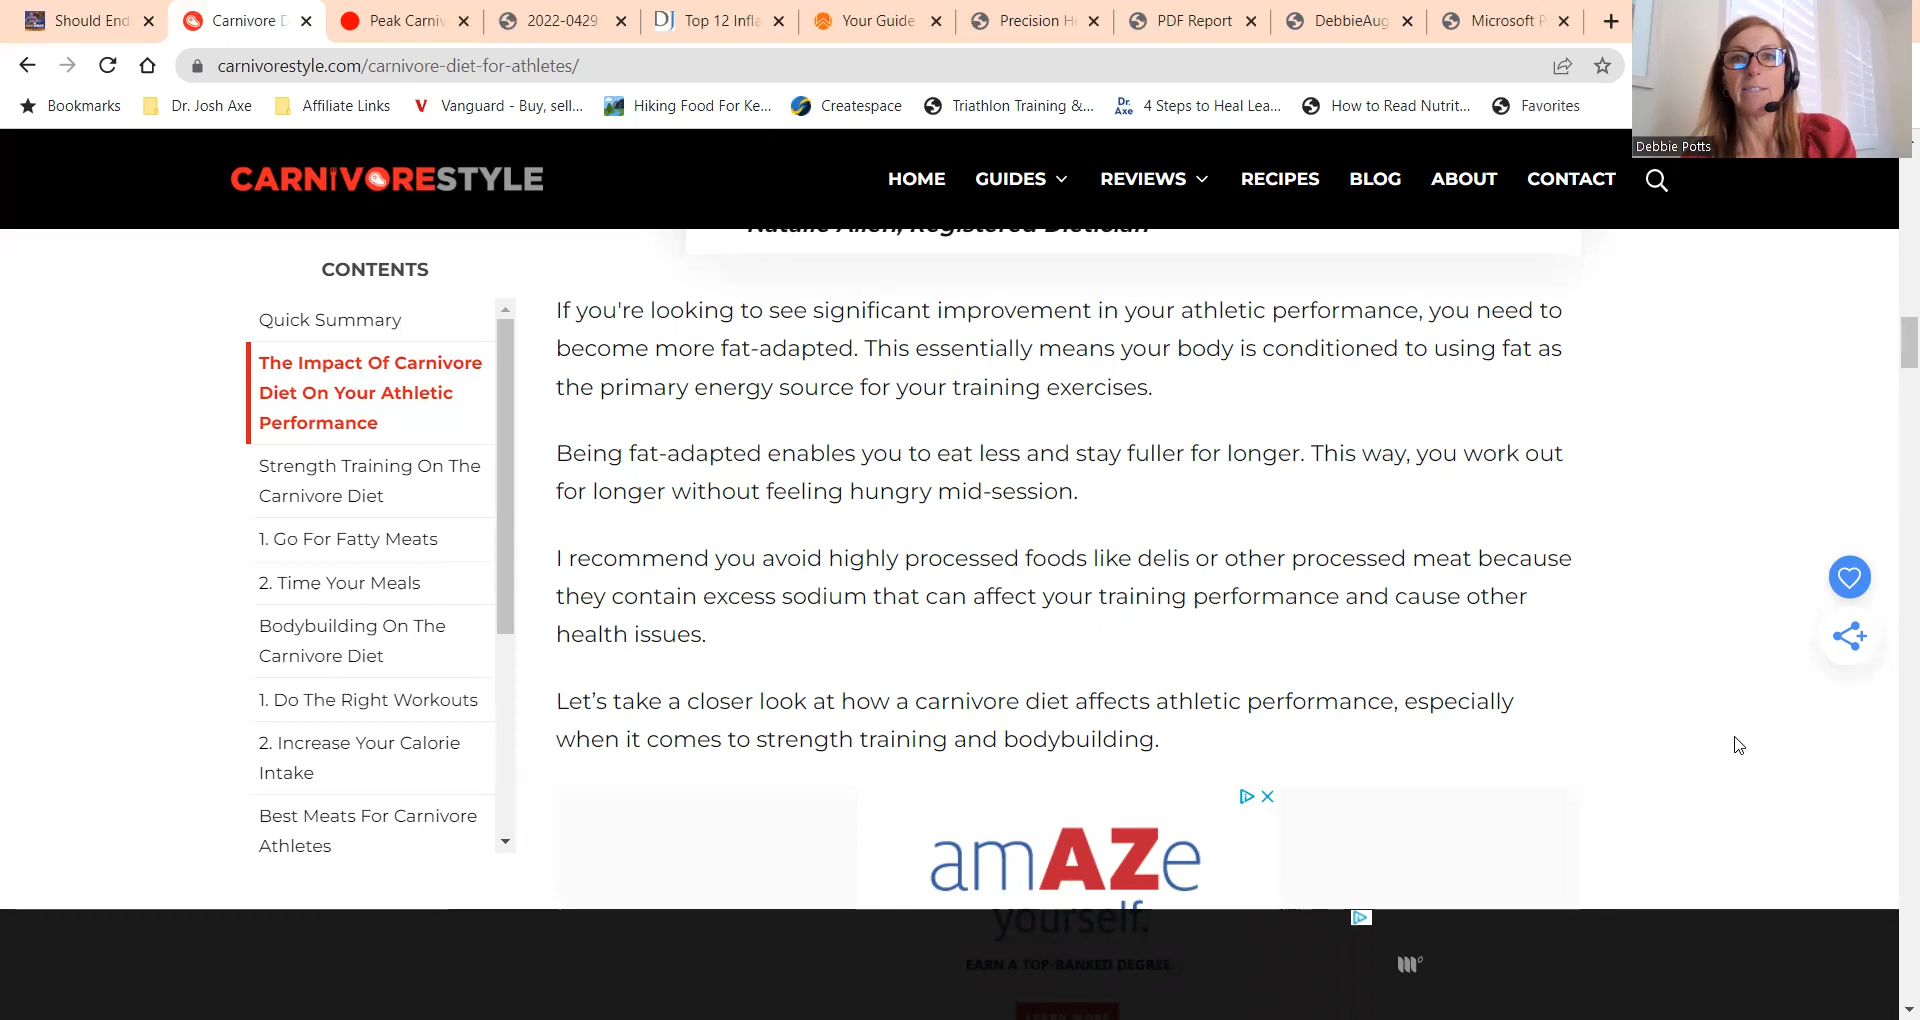 Should End
Carnivore D
Peak Carniv
2022-0429
Top 12 Infla
Your Guide
Precision H
PDF Report
DebbieAug
Microsoft P
carnivorestyle.com/carnivore-diet-for-athletes/
Bookmarks
Dr. Josh Axe
Affiliate Links
Vanguard - Buy, sell...
Hiking Food For Ke...
Createspace
Triathlon Training &...
Dr. Axe
4 Steps to Heal Lea...
How to Read Nutrit...
Favorites
Debbie Potts
CARNIVORESTYLE
HOME
GUIDES
REVIEWS
RECIPES
BLOG
ABOUT
CONTACT
Natalie Allen, Registered Dietician
CONTENTS
Quick Summary
The Impact Of Carnivore
Diet On Your Athletic
Performance
Strength Training On The
Carnivore Diet
1. Go For Fatty Meats
2. Time Your Meals
Bodybuilding On The
Carnivore Diet
1. Do The Right Workouts
2. Increase Your Calorie
Intake
Best Meats For Carnivore
Athletes
If you're looking to see significant improvement in your athletic performance, you need to
become more fat-adapted. This essentially means your body is conditioned to using fat as
the primary energy source for your training exercises.
Being fat-adapted enables you to eat less and stay fuller for longer. This way, you work out
for longer without feeling hungry mid-session.
I recommend you avoid highly processed foods like delis or other processed meat because
they contain excess sodium that can affect your training performance and cause other
health issues.
Let’s take a closer look at how a carnivore diet affects athletic performance, especially
when it comes to strength training and bodybuilding.
amAZe
yourself.
EARN A TOP-RANKED DEGREE
LEARN MORE